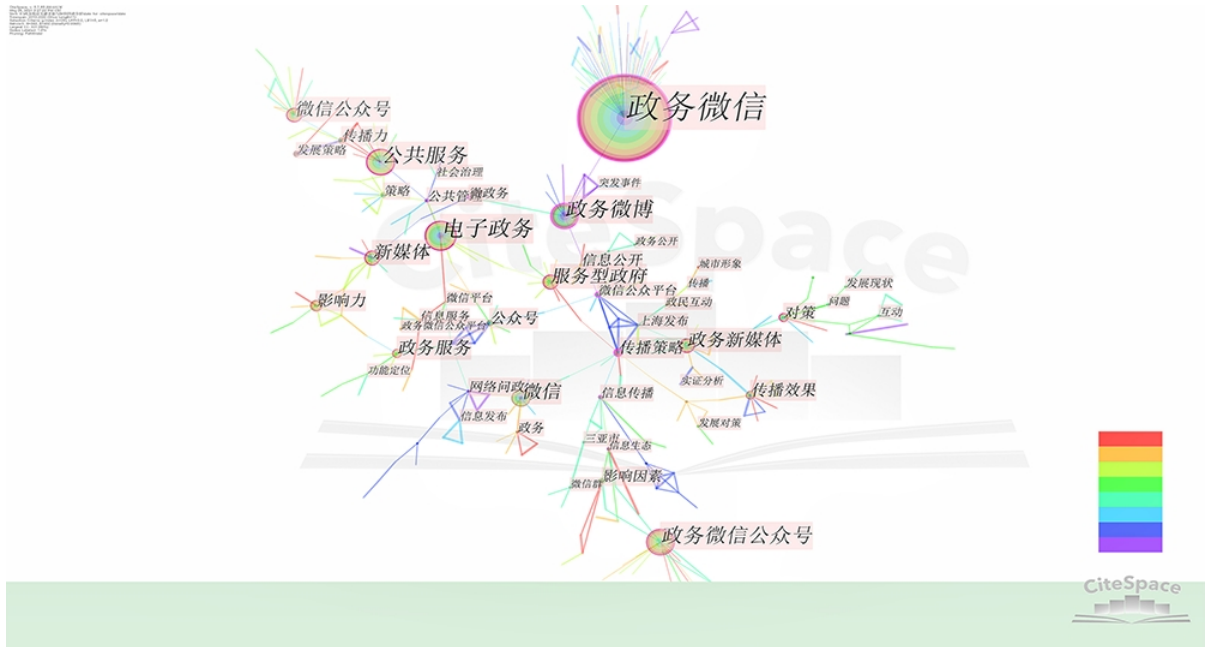 政务微信
微信公众号
传播力
发展策略
公共服务
社会治理
突发事件
策略
公共管理
微政务
政务微博
电子政务
政务公开
新媒体
信息公开
城市形象
服务型政府
传播
发展现状
微信公众平台
影响力
微信平台
政民互动
问题
信息服务
公众号
上海发布
对策
互动
政务微信公众平台
政务服务
传播策略
政务新媒体
功能定位
实证分析
网络问政
微信
信息传播
传播效果
信息发布
政务
发展对策
三亚市
信息生态
微信群
影响因素
政务微信公众号
CiteSpace
CiteSpace